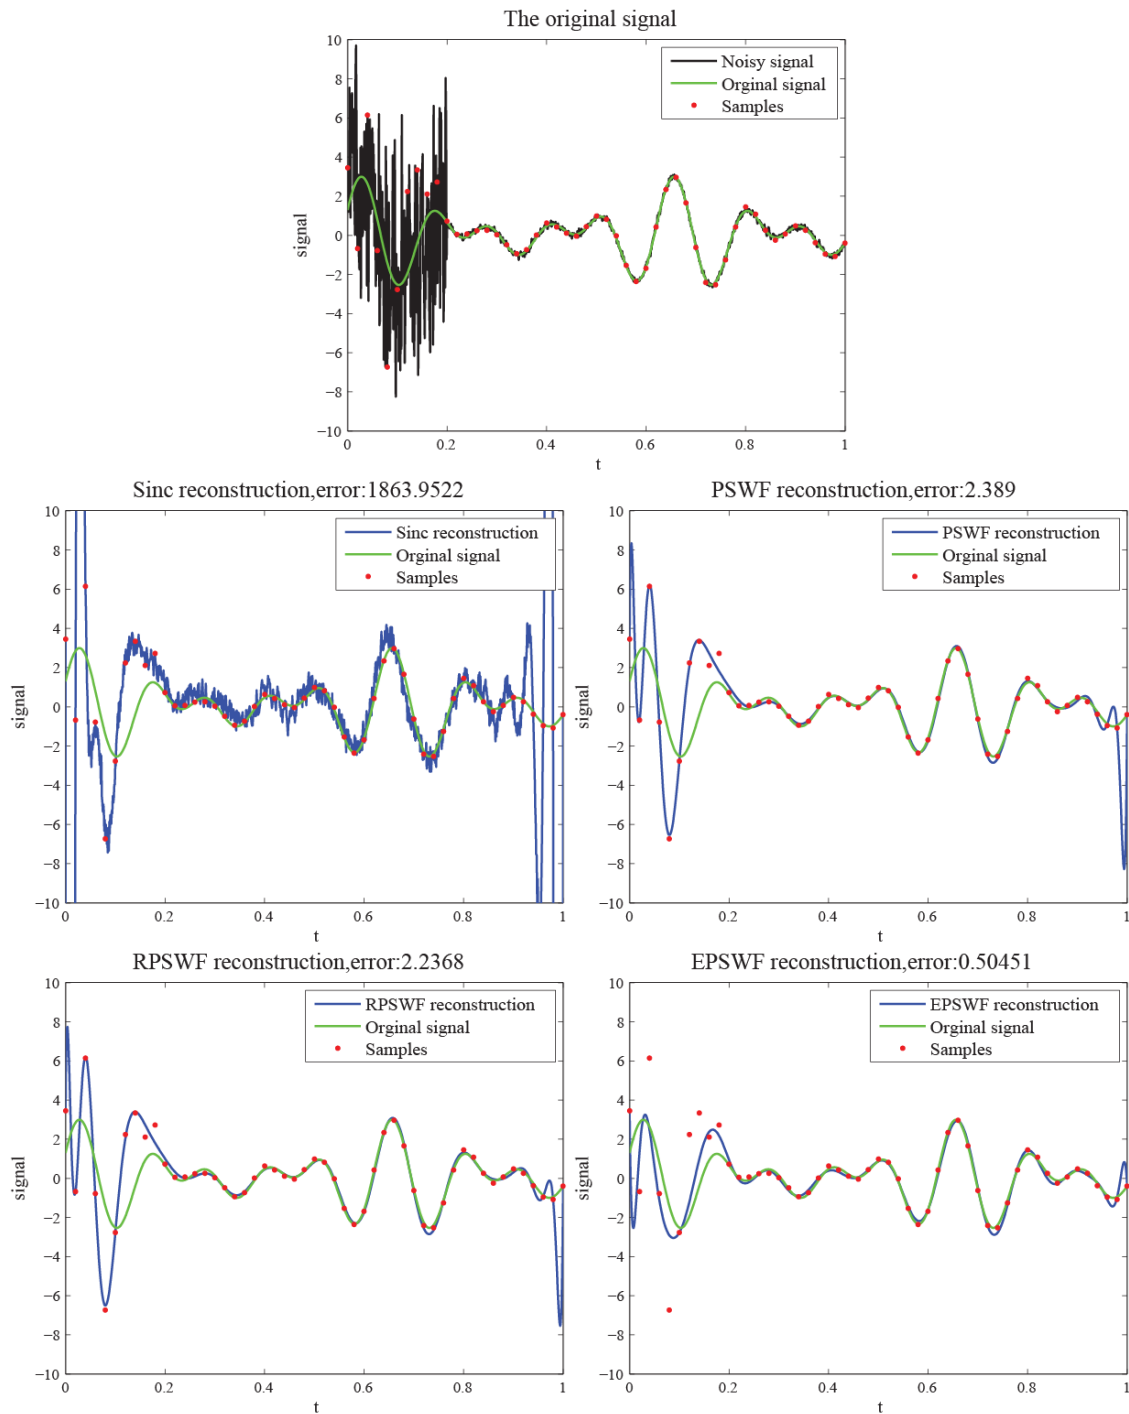 The original signal
10
8
6
4
2
0
−2
−4
−6
−8
−10
signal
Noisy signal
Orginal signal
Samples
0 0.2 0.4 0.6 0.8 1
t
Sinc reconstruction,error:1863.9522
10
8
6
4
2
0
−2
−4
−6
−8
−10
signal
Sinc reconstruction
Orginal signal
Samples
0 0.2 0.4 0.6 0.8 1
t
PSWF reconstruction,error:2.389
10
8
6
4
2
0
−2
−4
−6
−8
−10
signal
PSWF reconstruction
Orginal signal
Samples
0 0.2 0.4 0.6 0.8 1
t
RPSWF reconstruction,error:2.2368
10
8
6
4
2
0
−2
−4
−6
−8
−10
signal
RPSWF reconstruction
Orginal signal
Samples
0 0.2 0.4 0.6 0.8 1
t
EPSWF reconstruction,error:0.50451
10
8
6
4
2
0
−2
−4
−6
−8
−10
signal
EPSWF reconstruction
Orginal signal
Samples
0 0.2 0.4 0.6 0.8 1
t